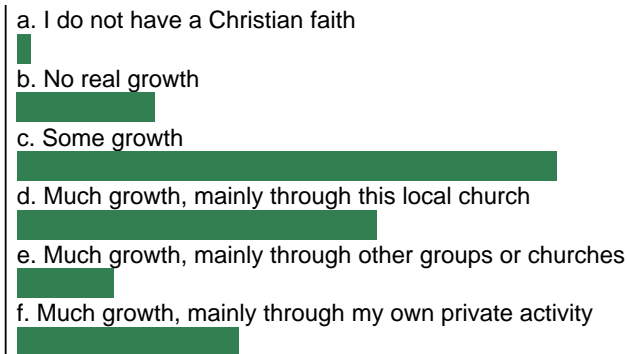 a. I do not have a Christian faith
b. No real growth
c. Some growth
d. Much growth, mainly through this local church
e. Much growth, mainly through other groups or churches
f. Much growth, mainly through my own private activity